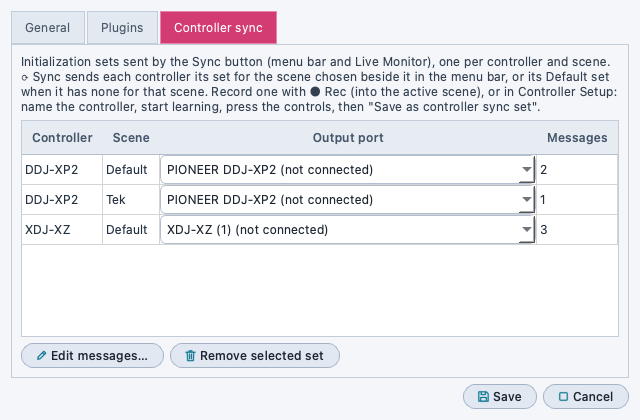 General Plugins Controller sync
Initialization sets sent by the Sync button (menu bar and Live Monitor), one per controller and scene.
⟳ Sync sends each controller its set for the scene chosen beside it in the menu bar, or its Default set
when it has none for that scene. Record one with ● Rec (into the active scene), or in Controller Setup:
name the controller, start learning, press the controls, then "Save as controller sync set".
Controller Scene Output port Messages
DDJ-XP2 Default PIONEER DDJ-XP2 (not connected) 2
DDJ-XP2 Tek PIONEER DDJ-XP2 (not connected) 1
XDJ-XZ Default XDJ-XZ (1) (not connected) 3
Edit messages... Remove selected set
Save Cancel